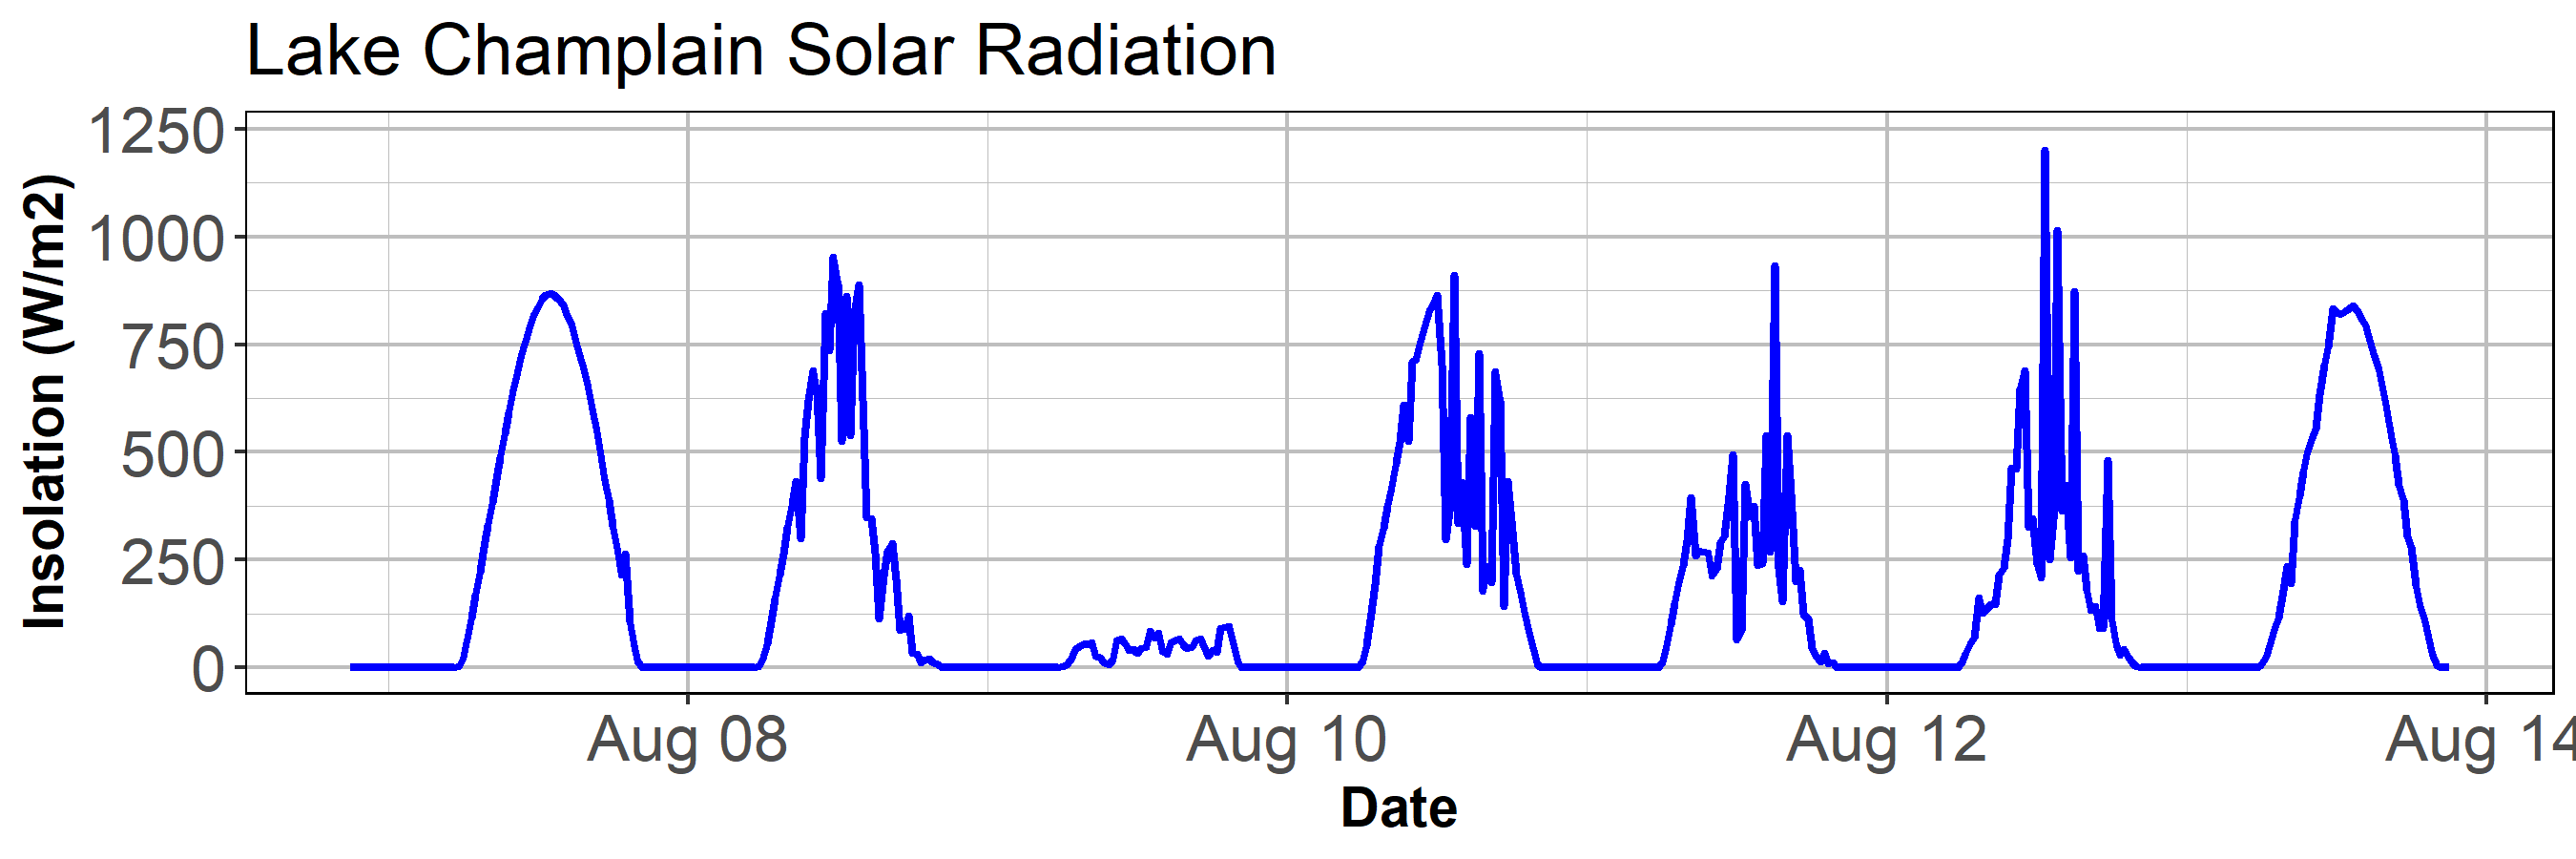 Lake Champlain Solar Radiation
Insolation (W/m2)
1250
1000
750
500
250
0
Aug 08
Aug 10
Aug 12
Aug 14
Date